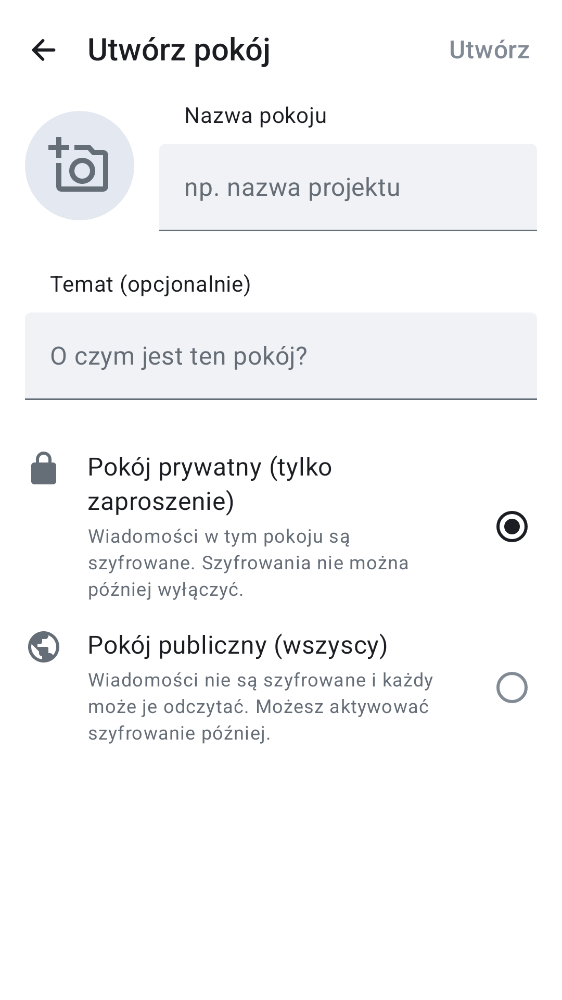 Utwórz pokój
Utwórz
Nazwa pokoju
np. nazwa projektu
Temat (opcjonalnie)
O czym jest ten pokój?
Pokój prywatny (tylko
zaproszenie)
Wiadomości w tym pokoju są
szyfrowane. Szyfrowania nie można
później wyłączyć.
Pokój publiczny (wszyscy)
Wiadomości nie są szyfrowane i każdy
może je odczytać. Możesz aktywować
szyfrowanie później.